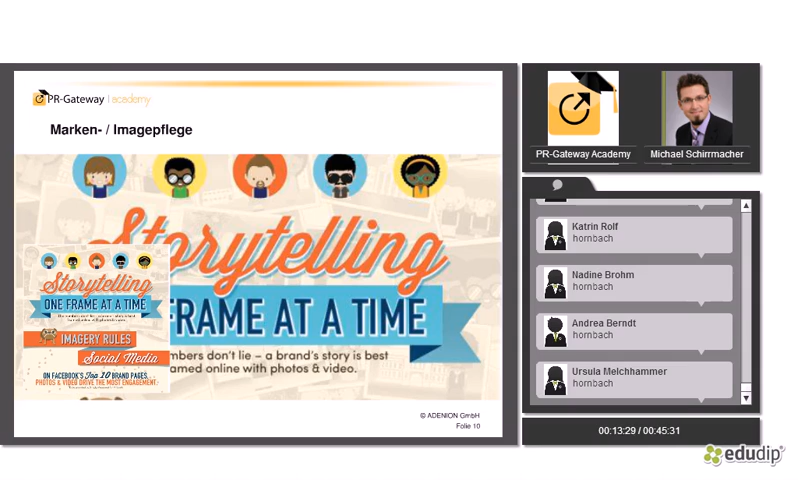 PR-Gateway | academy
Marken- / Imagepflege
Storytelling
FRAME AT A TIME
mbers don't lie – a brand's story is best
amed online with photos & video.
Storytelling
ONE FRAME AT A TIME
IMAGERY RULES
Social Media
ON FACEBOOK'S Top 10 BRAND PAGES,
PHOTOS & VIDEO DRIVE THE MOST ENGAGEMENT:
© ADENION GmbH
Folie 10
PR-Gateway Academy
Michael Schirrmacher
Katrin Rolf
hornbach
Nadine Brohm
hornbach
Andrea Berndt
hornbach
Ursula Melchhammer
hornbach
00:13:29 / 00:45:31
edudip